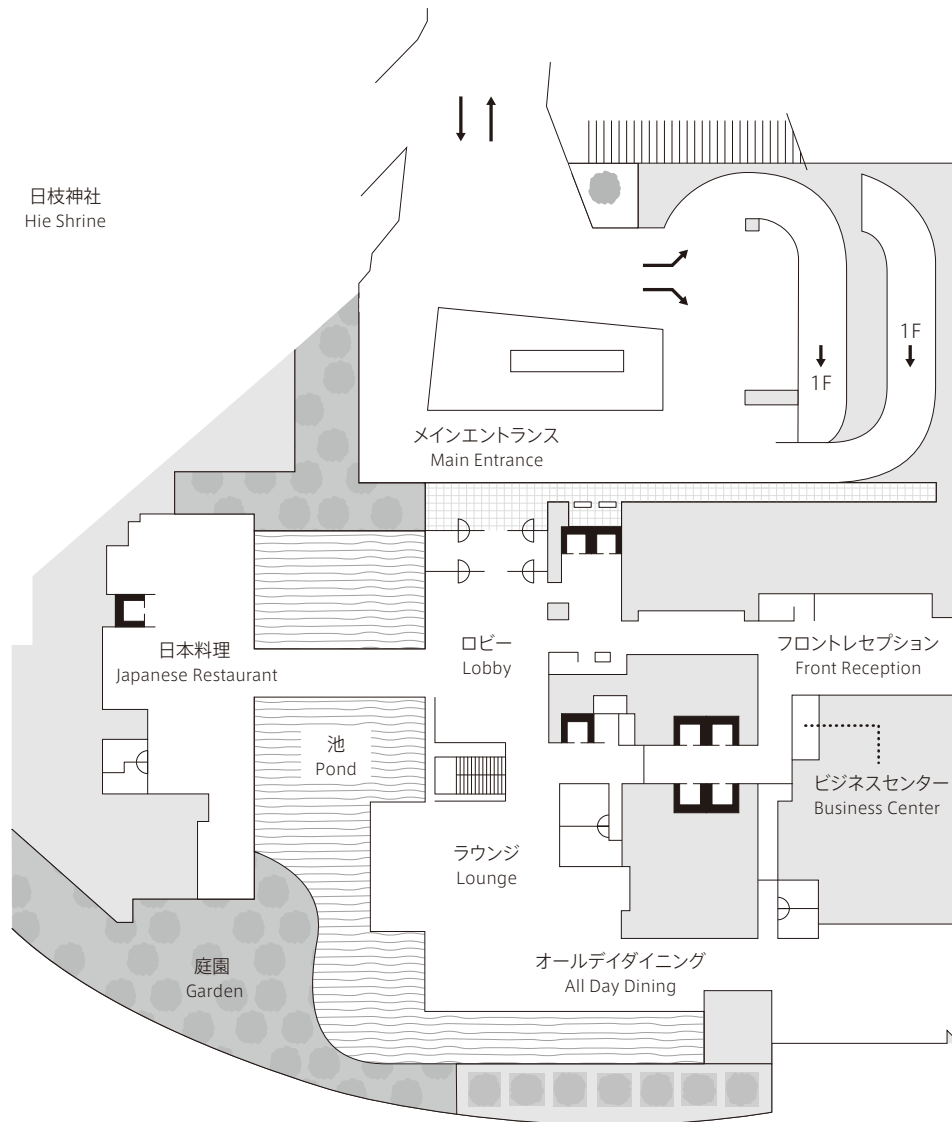 日枝神社
Hie Shrine
1F
1F
メインエントランス
Main Entrance
日本料理
Japanese Restaurant
ロビー
Lobby
フロントレセプション
Front Reception
池
Pond
ビジネスセンター
Business Center
ラウンジ
Lounge
オールデイダイニング
All Day Dining
庭園
Garden